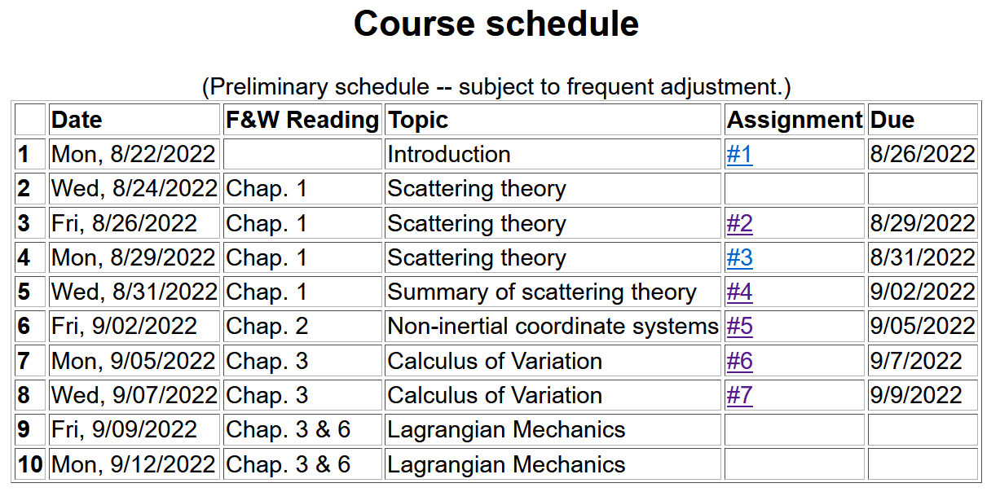 Course schedule
(Preliminary schedule -- subject to frequent adjustment.)
Date F&W Reading Topic Assignment Due
1 Mon, 8/22/2022 Introduction #1 8/26/2022
2 Wed, 8/24/2022 Chap. 1 Scattering theory
3 Fri, 8/26/2022 Chap. 1 Scattering theory #2 8/29/2022
4 Mon, 8/29/2022 Chap. 1 Scattering theory #3 8/31/2022
5 Wed, 8/31/2022 Chap. 1 Summary of scattering theory #4 9/02/2022
6 Fri, 9/02/2022 Chap. 2 Non-inertial coordinate systems #5 9/05/2022
7 Mon, 9/05/2022 Chap. 3 Calculus of Variation #6 9/7/2022
8 Wed, 9/07/2022 Chap. 3 Calculus of Variation #7 9/9/2022
9 Fri, 9/09/2022 Chap. 3 & 6 Lagrangian Mechanics
10 Mon, 9/12/2022 Chap. 3 & 6 Lagrangian Mechanics